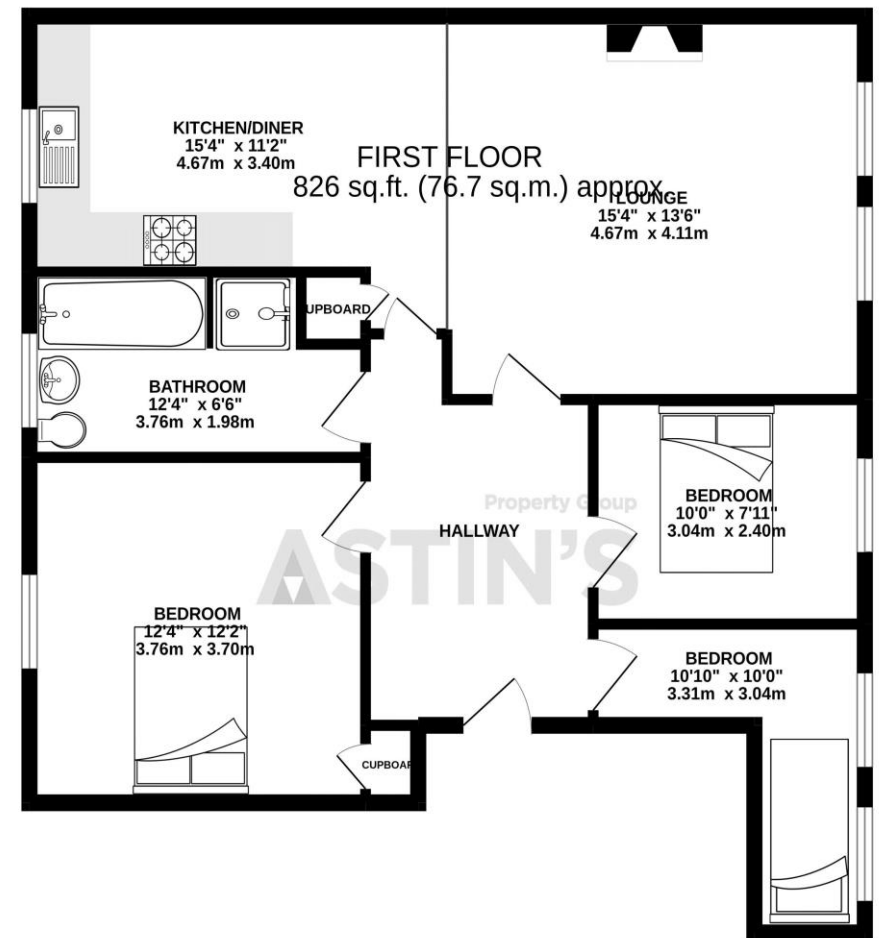 KITCHEN/DINER
15'4" x 11'2"
4.67m x 3.40m
FIRST FLOOR
826 sq.ft. (76.7 sq.m.) approx.
LOUNGE
15'4" x 13'6"
4.67m x 4.11m
UPBOARD
BATHROOM
12'4" x 6'6"
3.76m x 1.98m
Property Group
ASTIN'S
HALLWAY
BEDROOM
10'0" x 7'11"
3.04m x 2.40m
BEDROOM
12'4" x 12'2"
3.76m x 3.70m
BEDROOM
10'10" x 10'0"
3.31m x 3.04m
CUPBOAR